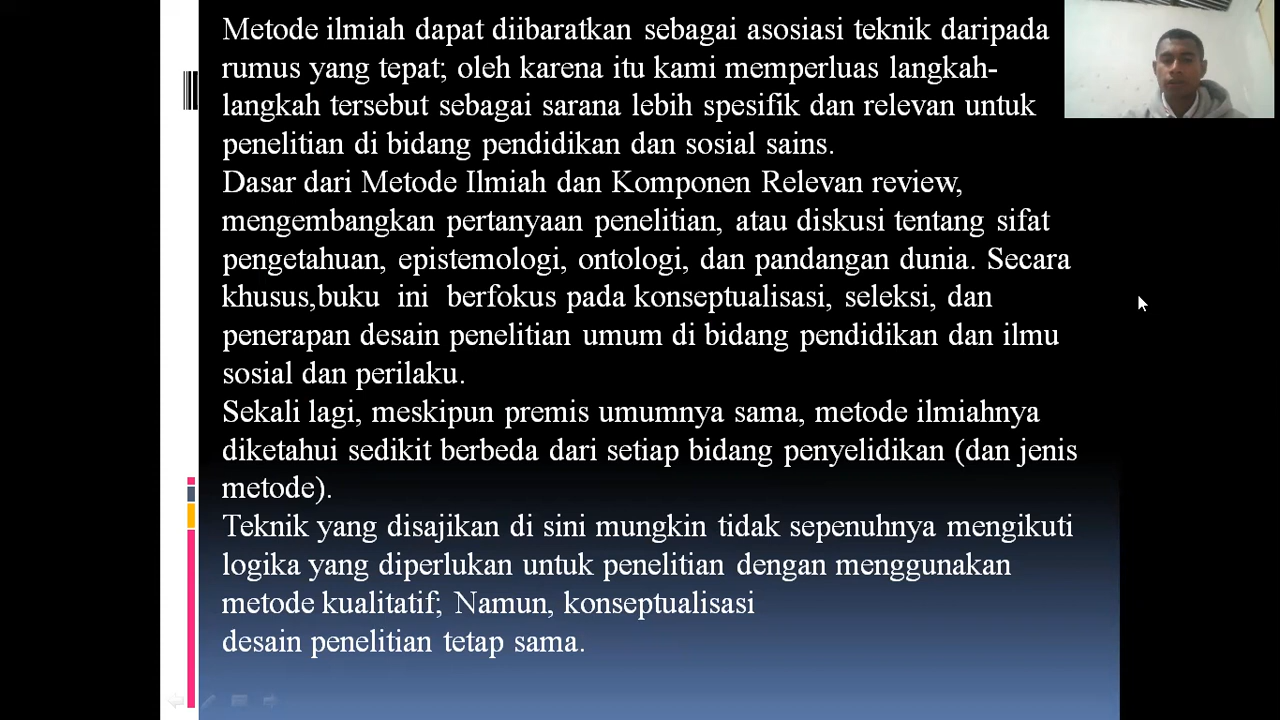 Metode ilmiah dapat diibaratkan sebagai asosiasi teknik daripada
rumus yang tepat; oleh karena itu kami memperluas langkah-
langkah tersebut sebagai sarana lebih spesifik dan relevan untuk
penelitian di bidang pendidikan dan sosial sains.
Dasar dari Metode Ilmiah dan Komponen Relevan review,
mengembangkan pertanyaan penelitian, atau diskusi tentang sifat
pengetahuan, epistemologi, ontologi, dan pandangan dunia. Secara
khusus,buku ini berfokus pada konseptualisasi, seleksi, dan
penerapan desain penelitian umum di bidang pendidikan dan ilmu
sosial dan perilaku.
Sekali lagi, meskipun premis umumnya sama, metode ilmiahnya
diketahui sedikit berbeda dari setiap bidang penyelidikan (dan jenis
metode).
Teknik yang disajikan di sini mungkin tidak sepenuhnya mengikuti
logika yang diperlukan untuk penelitian dengan menggunakan
metode kualitatif; Namun, konseptualisasi
desain penelitian tetap sama.